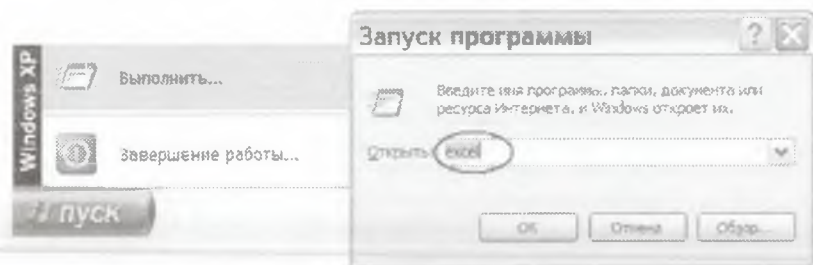 Windows XP
Выполнить...
Завершение работы...
пуск
Запуск программы
Введите имя программы, папки, документа или
ресурса Интернета, и Windows откроет их.
Открыть: excel
ОК Отмена Обзор...